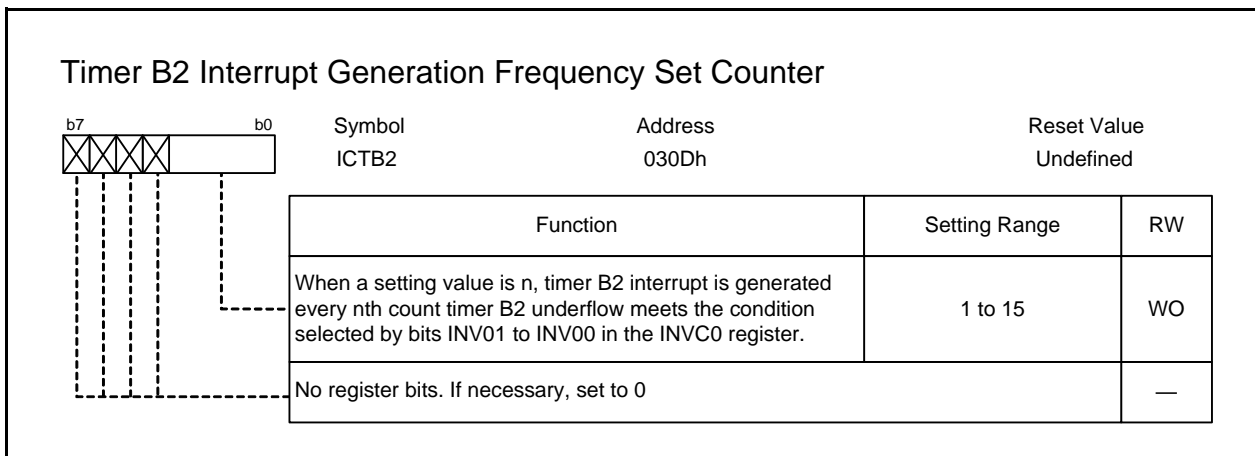 Timer B2 Interrupt Generation Frequency Set Counter
b7 b0 Symbol Address Reset Value
ICTB2 030Dh Undefined
Function Setting Range RW
When a setting value is n, timer B2 interrupt is generated
every nth count timer B2 underflow meets the condition
selected by bits INV01 to INV00 in the INVC0 register.
1 to 15
WO
No register bits. If necessary, set to 0
—